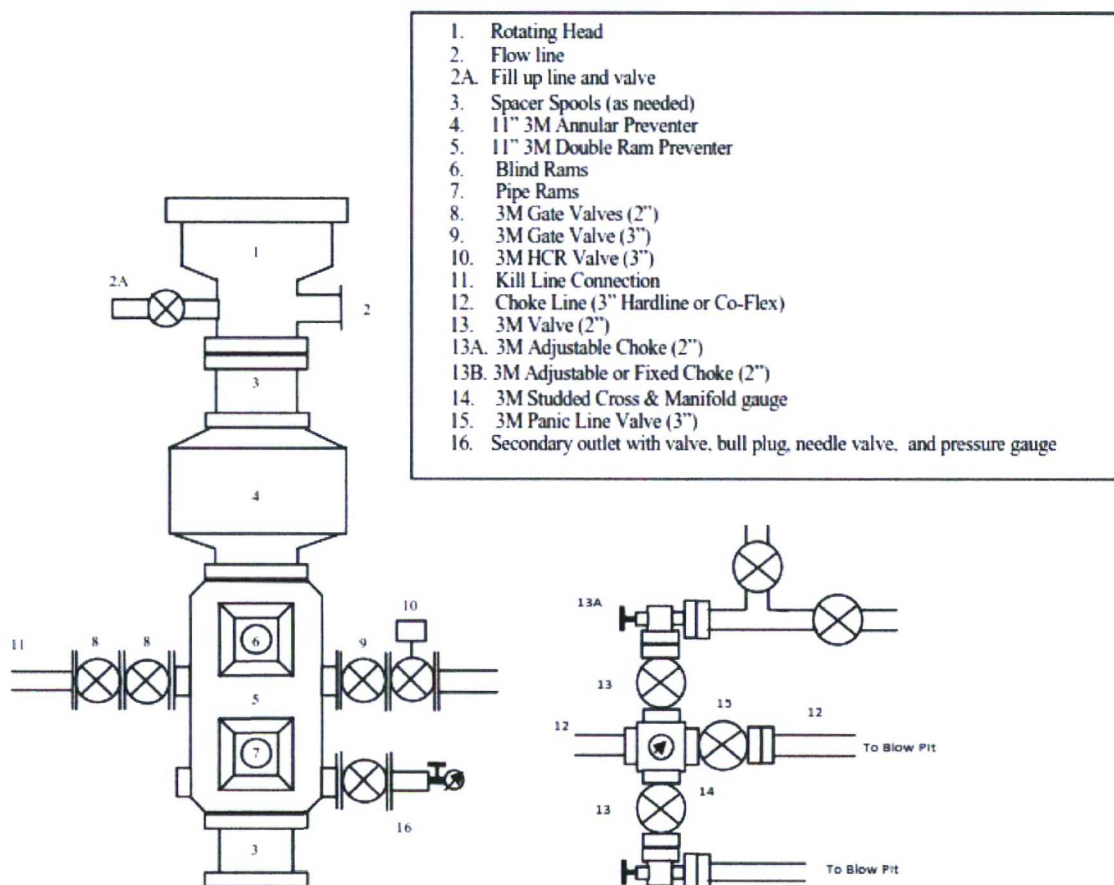 1. Rotating Head
2. Flow line
2A. Fill up line and valve
3. Spacer Spools (as needed)
4. 11" 3M Annular Preventer
5. 11" 3M Double Ram Preventer
6. Blind Rams
7. Pipe Rams
8. 3M Gate Valves (2")
9. 3M Gate Valve (3")
10. 3M HCR Valve (3")
11. Kill Line Connection
12. Choke Line (3" Hardline or Co-Flex)
13. 3M Valve (2")
13A. 3M Adjustable Choke (2")
13B. 3M Adjustable or Fixed Choke (2")
14. 3M Studded Cross & Manifold gauge
15. 3M Panic Line Valve (3")
16. Secondary outlet with valve, bull plug, needle valve, and pressure gauge
1
2A
2
3
4
10
11
8
8
6
9
5
7
16
3
13A
13
15
12
12
To Blow Pit
14
13
To Blow Pit